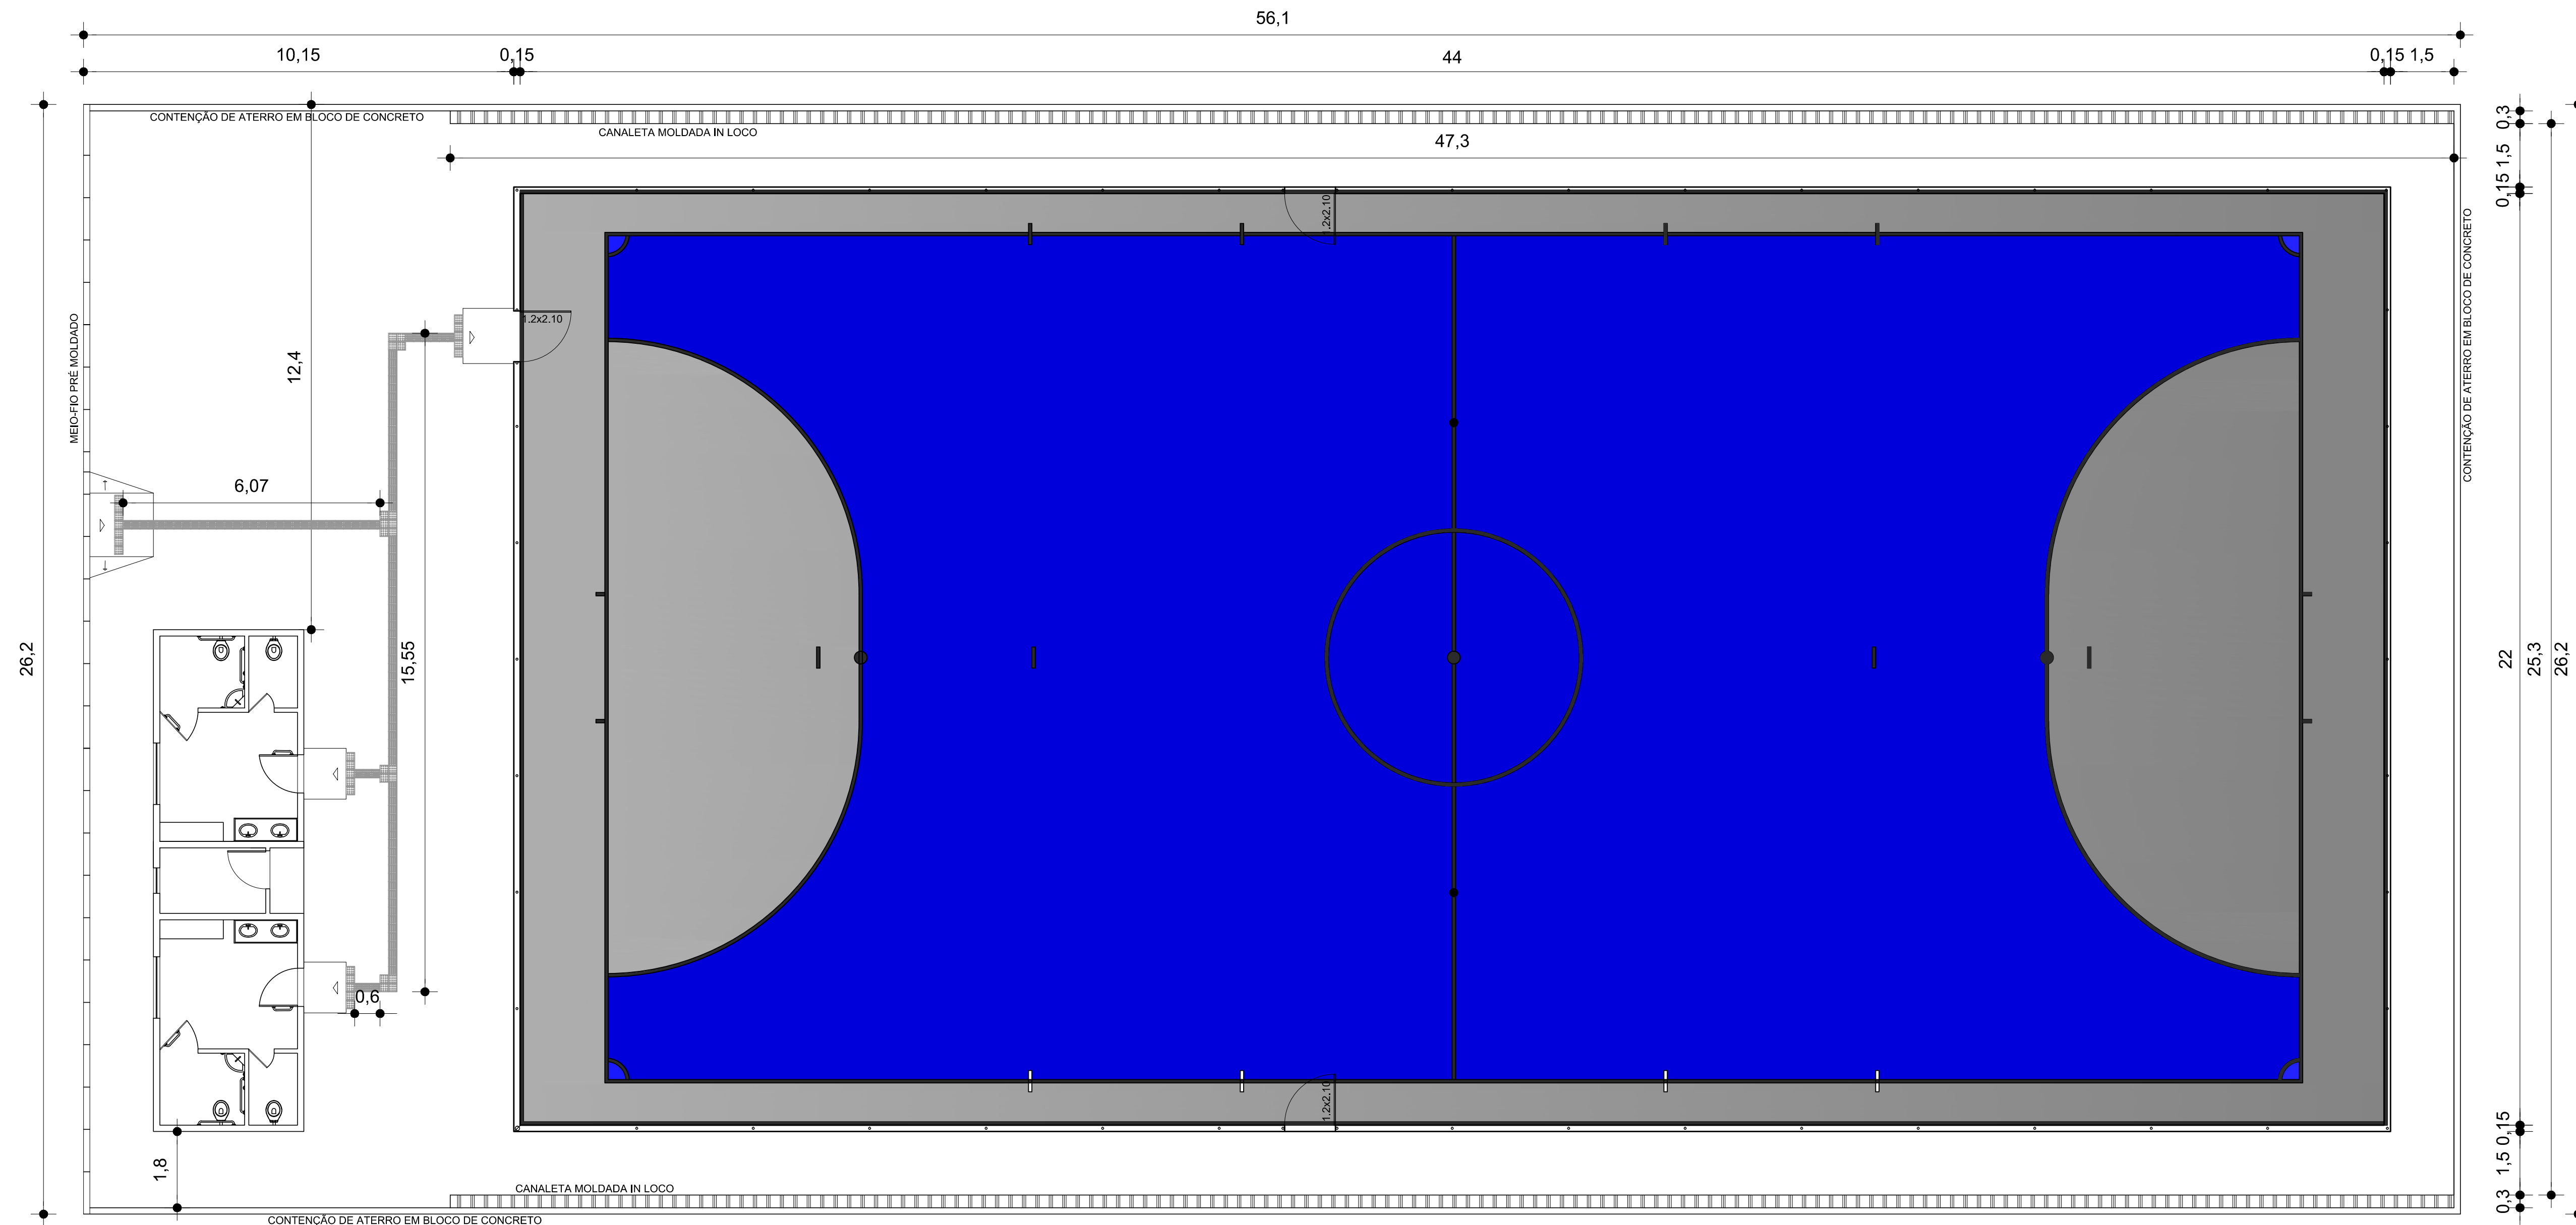 56,1
10,15
0,15
44
0,15
1,5
CONTENÇÃO DE ATERRO EM BLOCO DE CONCRETO
CANALETA MOLDADA IN LOCO
47,3
0,3
1,5
0,15
1.2x2.10
1.2x2.10
MEIO-FIO PRÉ MOLDADO
CONTENÇÃO DE ATERRO EM BLOCO DE CONCRETO
12,4
6,07
26,2
15,55
22
25,3
26,2
0,6
1.2x2.10
0,15
1,5
0,3
1,8
CANALETA MOLDADA IN LOCO
CONTENÇÃO DE ATERRO EM BLOCO DE CONCRETO